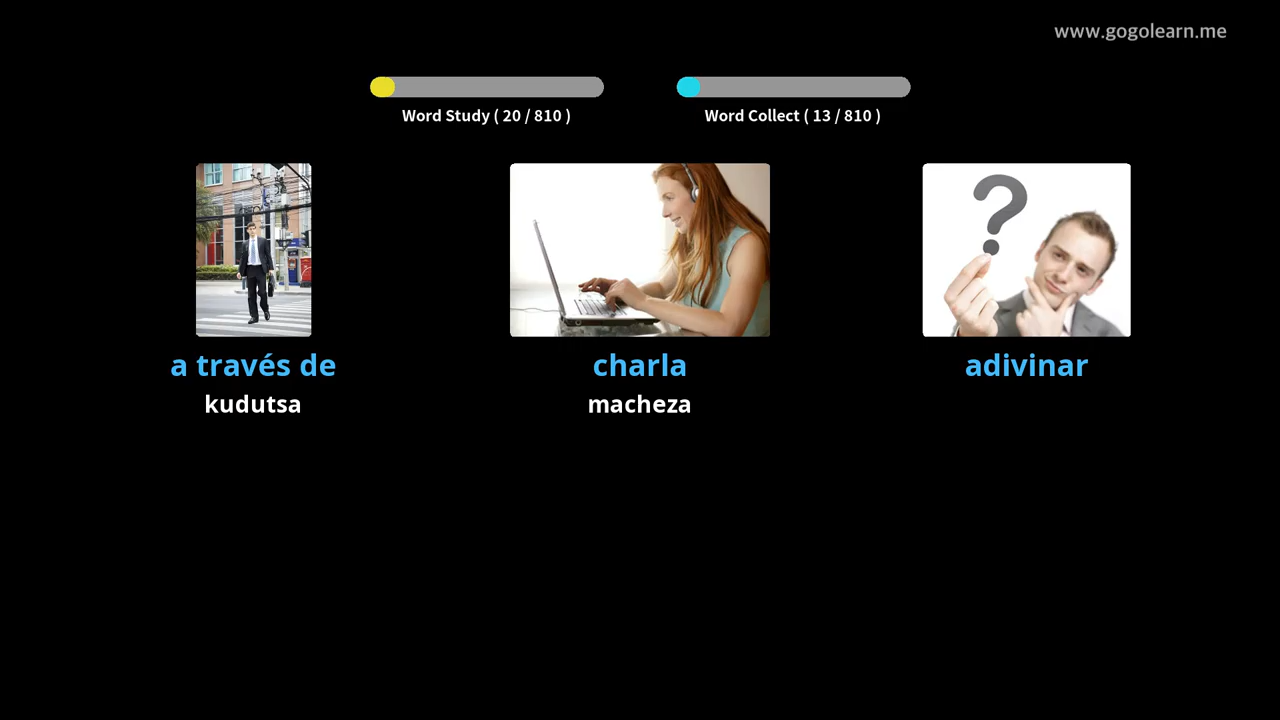 www.gogolearn.me
Word Study ( 20 / 810 )
Word Collect ( 13 / 810 )
a través de
kudutsa
charla
macheza
adivinar